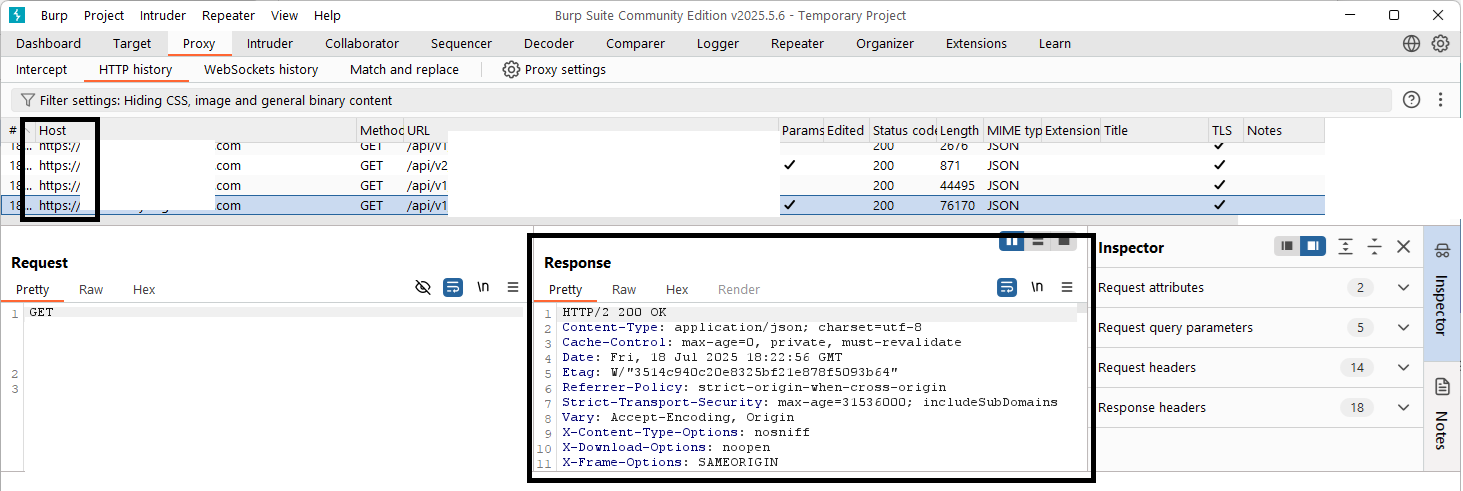 Burp Project Intruder Repeater View Help Burp Suite Community Edition v2025.5.6 - Temporary Project
Dashboard Target Proxy Intruder Collaborator Sequencer Decoder Comparer Logger Repeater Organizer Extensions Learn
Intercept HTTP history WebSockets history Match and replace Proxy settings
Filter settings: Hiding CSS, image and general binary content
# Host Method URL Params Edited Status code Length MIME typ Extension Title TLS Notes
18... https:// .com GET /api/v1 200 2676 JSON
18... https:// .com GET /api/v2 200 871 JSON
18... https:// .com GET /api/v1 200 44495 JSON
18... https:// .com GET /api/v1 200 76170 JSON
Request
Pretty Raw Hex \n
1 GET
2
3
Response
Pretty Raw Hex Render \n
1 HTTP/2 200 OK
2 Content-Type: application/json; charset=utf-8
3 Cache-Control: max-age=0, private, must-revalidate
4 Date: Fri, 18 Jul 2025 18:22:56 GMT
5 Etag: W/"3514c940c20e8325bf21e878f5093b64"
6 Referrer-Policy: strict-origin-when-cross-origin
7 Strict-Transport-Security: max-age=31536000; includeSubDomains
8 Vary: Accept-Encoding, Origin
9 X-Content-Type-Options: nosniff
10 X-Download-Options: noopen
11 X-Frame-Options: SAMEORIGIN
Inspector
Request attributes 2
Request query parameters 5
Request headers 14
Response headers 18
Inspector
Notes